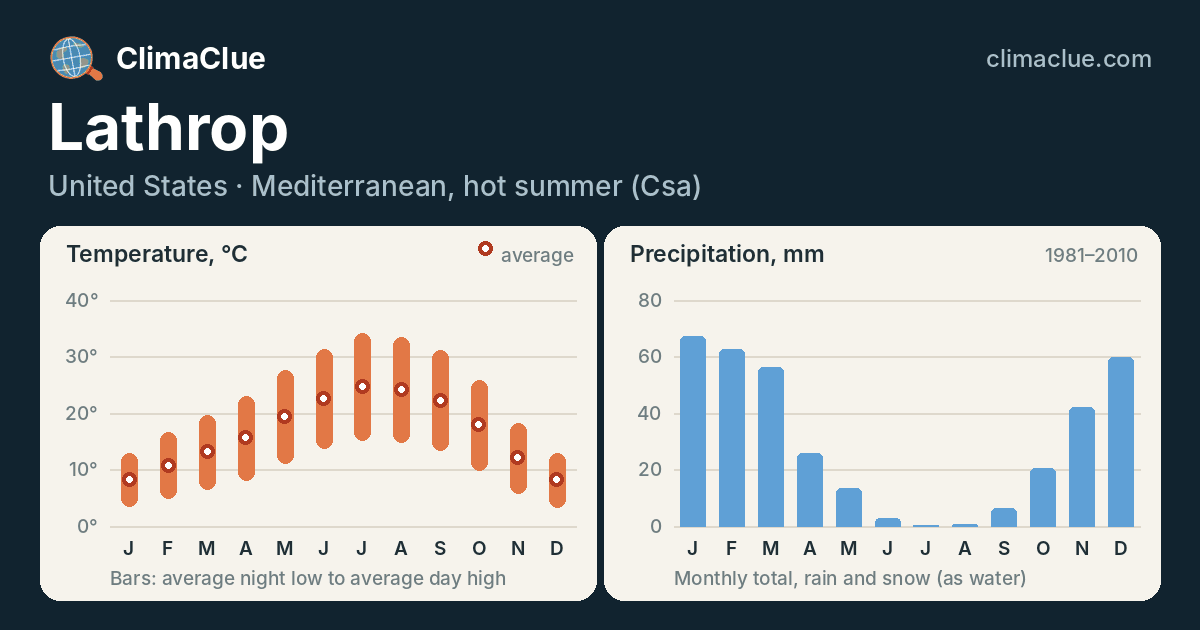 ClimaClue
climaclue.com
Lathrop
United States · Mediterranean, hot summer (Csa)
Temperature, °C
average
40°
30°
20°
10°
0°
J F M A M J J A S O N D
Bars: average night low to average day high
Precipitation, mm
1981–2010
80
60
40
20
0
J F M A M J J A S O N D
Monthly total, rain and snow (as water)